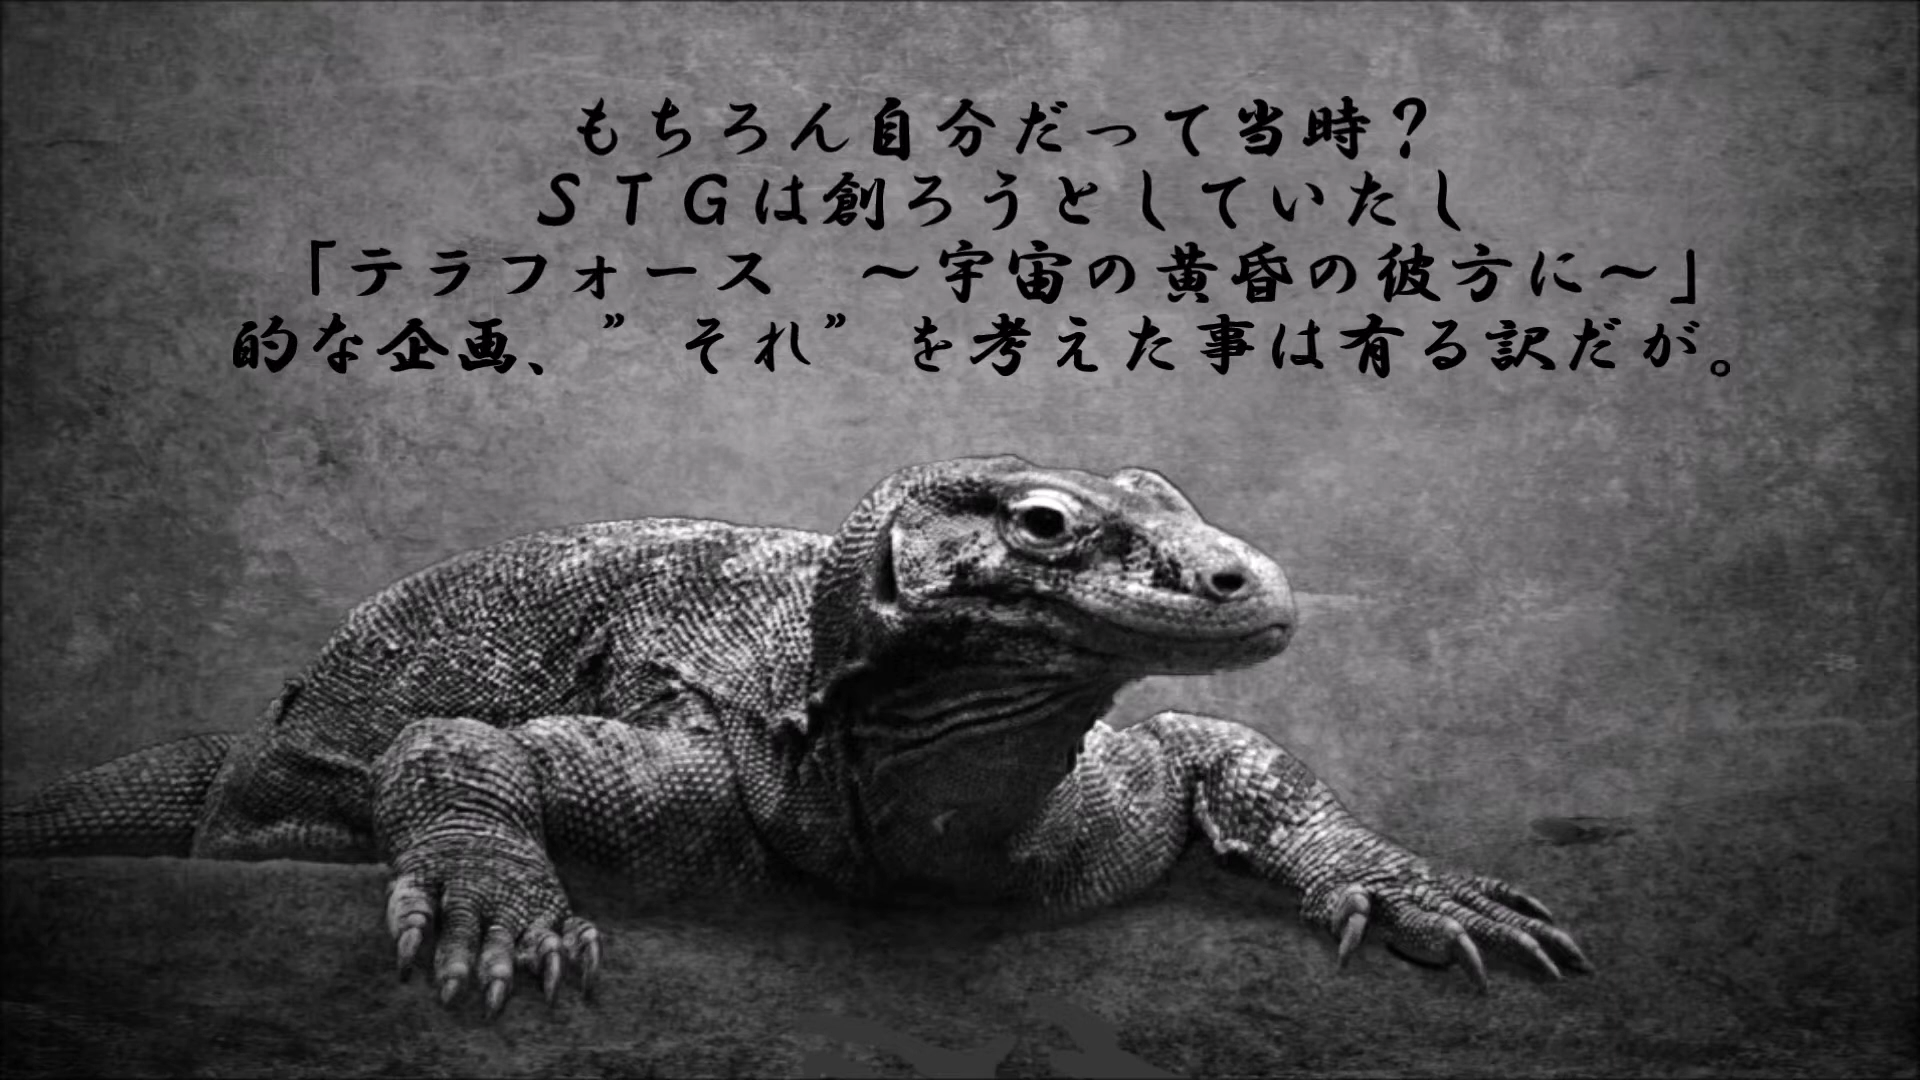 もちろん自分だって当時？
ＳＴＧは創ろうとしていたし
「テラフォース　～宇宙の黄昏の彼方に～」
的な企画、”それ”を考えた事は有る訳だが。